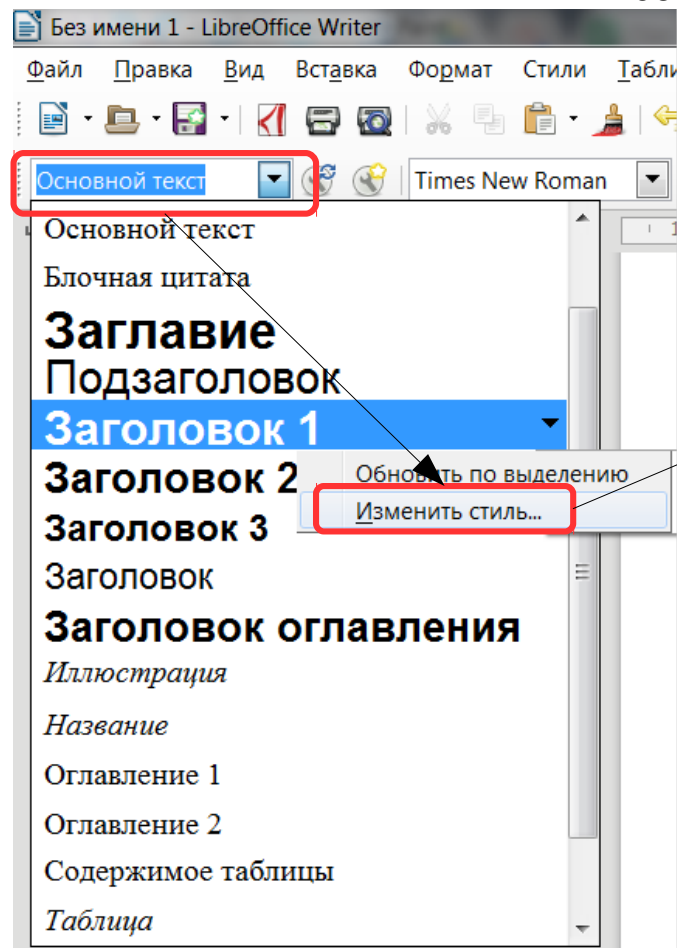 Без имени 1 - LibreOffice Writer
Файл Правка Вид Вставка Формат Стили Табли
Основной текст Times New Roman
Основной текст
Блочная цитата
Заглавие
Подзаголовок
Заголовок 1
Заголовок 2 Обновить по выделению
Изменить стиль...
Заголовок 3
Заголовок
Заголовок оглавления
Иллюстрация
Название
Оглавление 1
Оглавление 2
Содержимое таблицы
Таблица